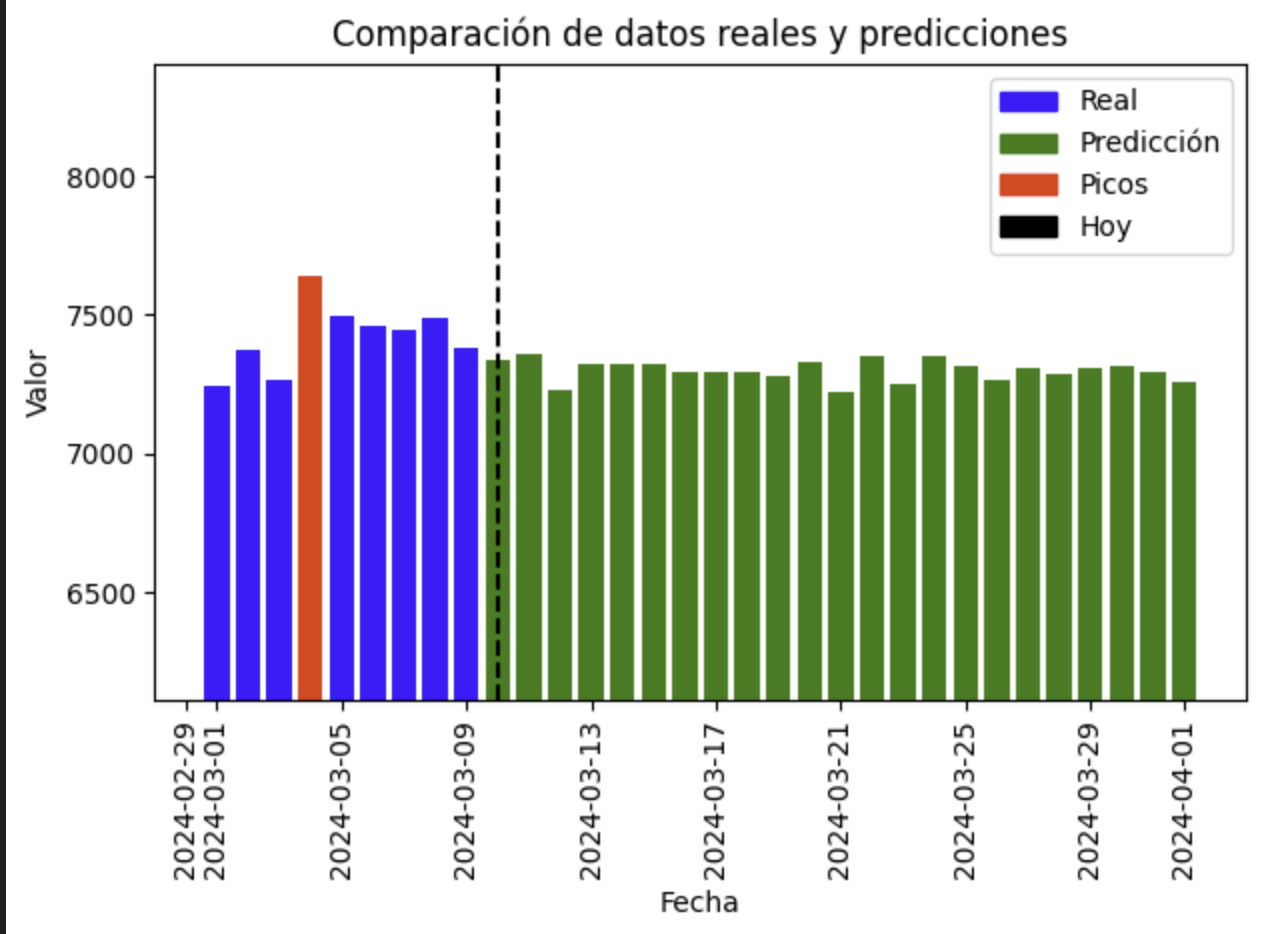 Comparación de datos reales y predicciones
Real
Predicción
Picos
Hoy
8000
7500
7000
6500
Valor
2024-02-29
2024-03-01
2024-03-05
2024-03-09
2024-03-13
2024-03-17
2024-03-21
2024-03-25
2024-03-29
2024-04-01
Fecha